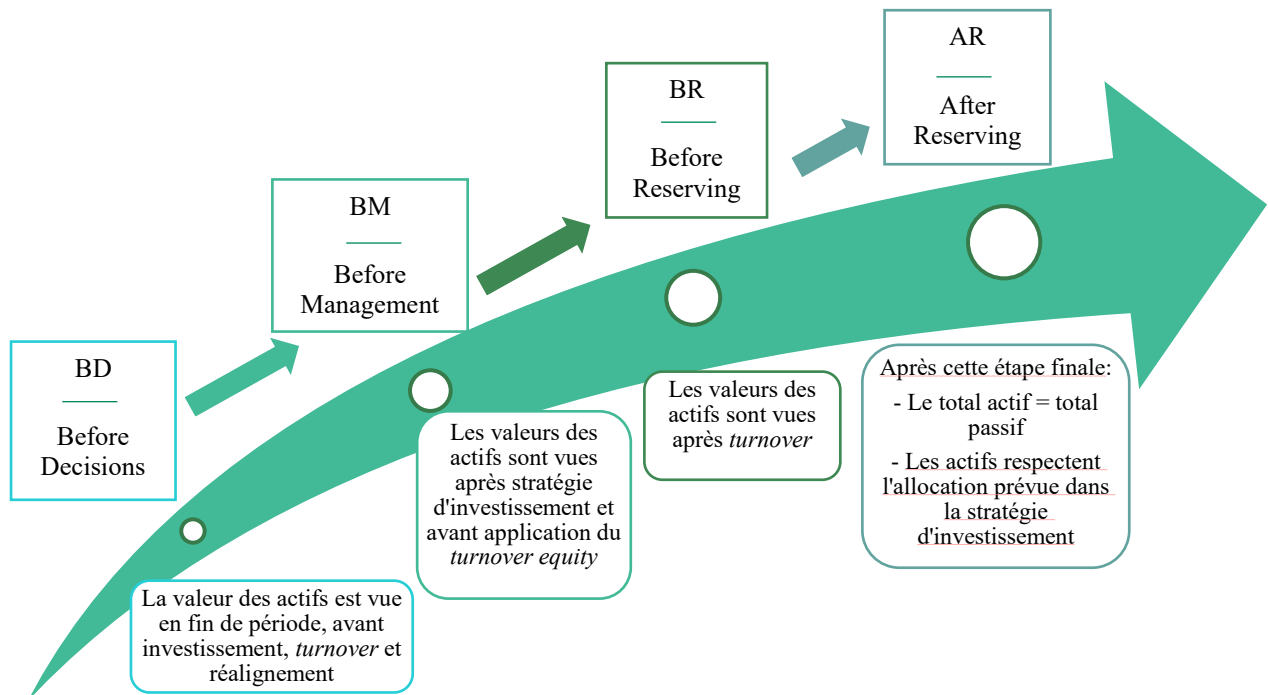 BD
Before
Decisions
La valeur des actifs est vue
en fin de période, avant
investissement, turnover et
réalignement
BM
Before
Management
Les valeurs des
actifs sont vues
après stratégie
d'investissement et
avant application du
turnover equity
BR
Before
Reserving
Les valeurs des
actifs sont vues
après turnover
AR
After
Reserving
Après cette étape finale:
- Le total actif = total
passif
- Les actifs respectent
l'allocation prévue dans
la stratégie
d'investissement